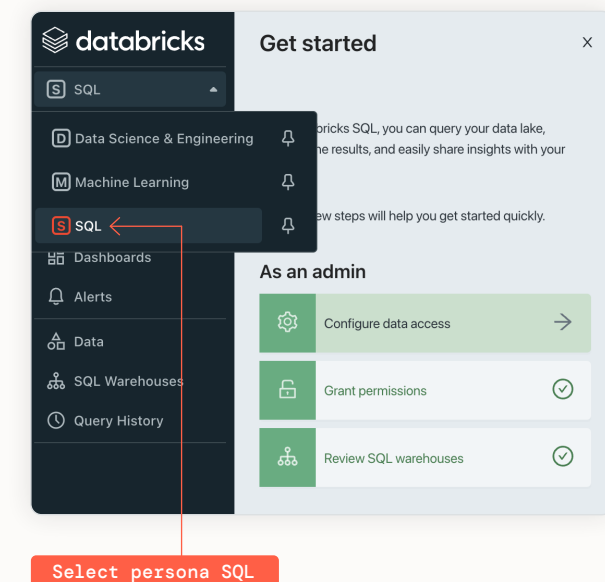 databricks
S SQL
D Data Science & Engineering
M Machine Learning
S SQL
Dashboards
Alerts
Data
SQL Warehouses
Query History
Get started
X
bricks SQL, you can query your data lake,
he results, and easily share insights with your
ew steps will help you get started quickly.
As an admin
Configure data access
Grant permissions
Review SQL warehouses
Select persona SQL